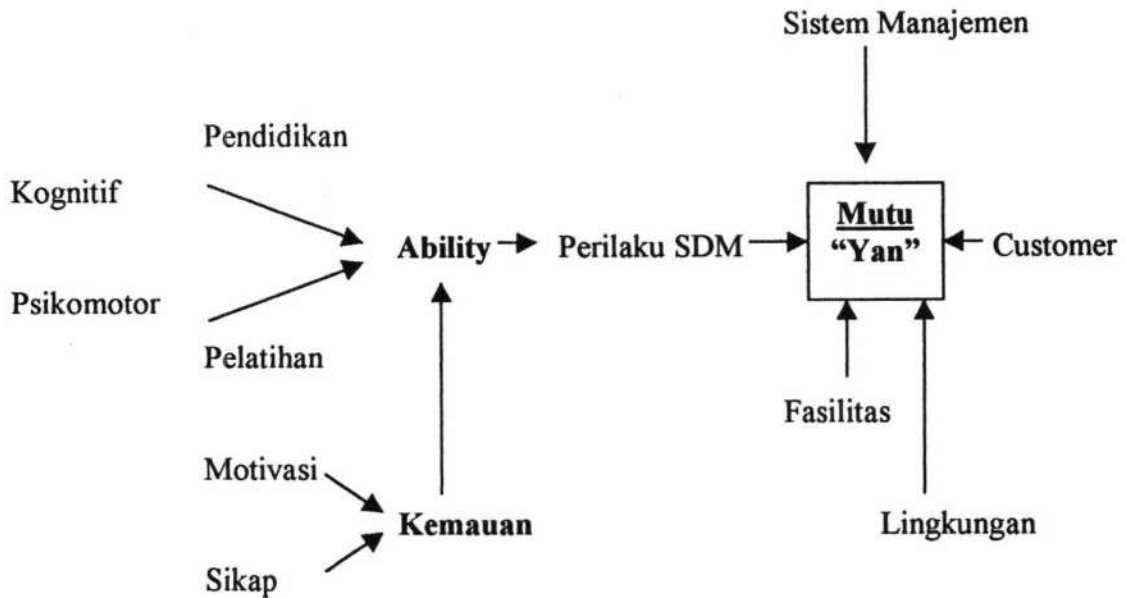 Sistem Manajemen
Pendidikan
Kognitif
Mutu
Ability
Perilaku SDM
“Yan”
Customer
Psikomotor
Pelatihan
Fasilitas
Motivasi
Kemauan
Lingkungan
Sikap